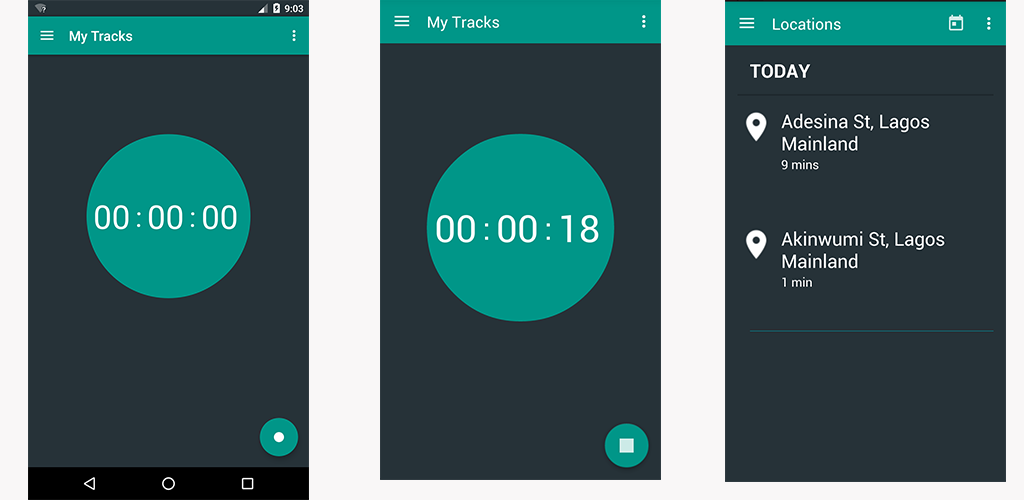 9:03
My Tracks
00:00:00
My Tracks
00:00:18
Locations
TODAY
Adesina St, Lagos
Mainland
9 mins
Akinwumi St, Lagos
Mainland
1 min